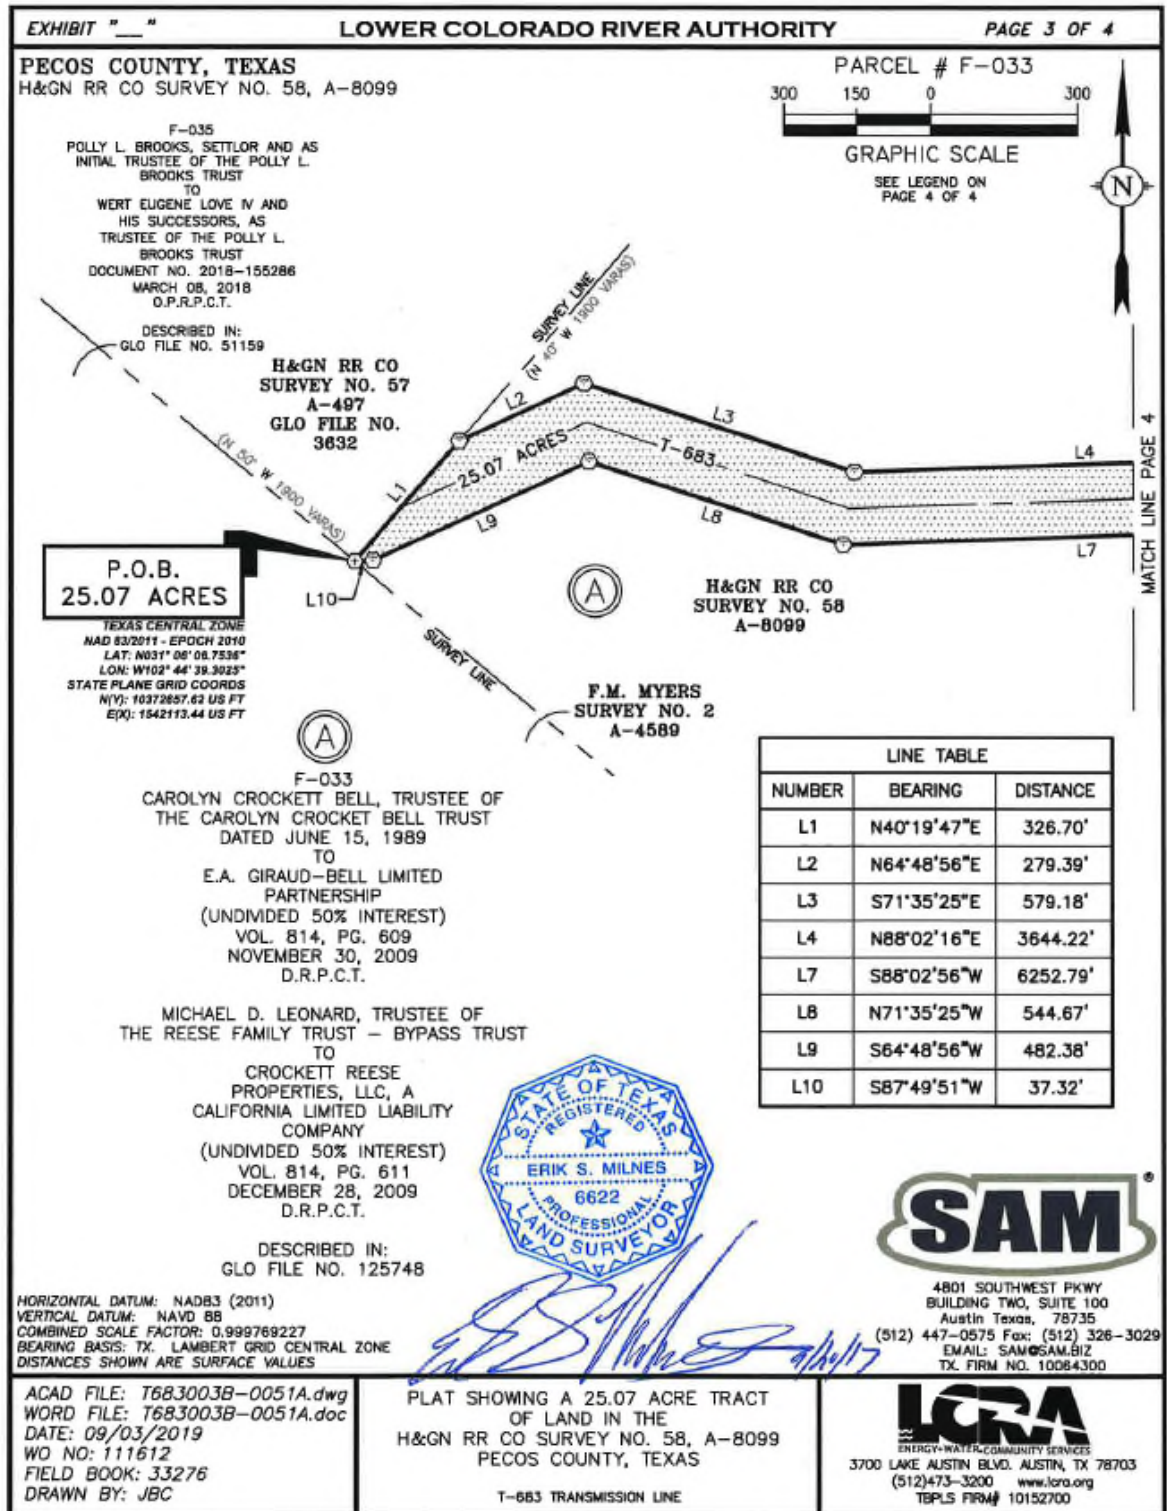 EXHIBIT "__"
LOWER COLORADO RIVER AUTHORITY
PAGE 3 OF 4
PECOS COUNTY, TEXAS
H&GN RR CO SURVEY NO. 58, A-8099
PARCEL # F-033
300 150 0 300
GRAPHIC SCALE
SEE LEGEND ON
PAGE 4 OF 4
N
F-035
POLLY L. BROOKS, SETTLOR AND AS
INITIAL TRUSTEE OF THE POLLY L.
BROOKS TRUST
TO
WERT EUGENE LOVE IV AND
HIS SUCCESSORS, AS
TRUSTEE OF THE POLLY L.
BROOKS TRUST
DOCUMENT NO. 2018-155286
MARCH 08, 2018
O.P.R.P.C.T.
DESCRIBED IN:
GLO FILE NO. 51159
H&GN RR CO
SURVEY NO. 57
A-497
GLO FILE NO.
3632
SURVEY LINE
(N 40° W 1900 VARAS)
(N 50° W 1900 VARAS)
L1
L2
L3
L4
25.07 ACRES
T-683
L9
L8
L7
L10
MATCH LINE PAGE 4
P.O.B.
25.07 ACRES
TEXAS CENTRAL ZONE
NAD 83/2011 - EPOCH 2010
LAT: N031° 06' 06.7536"
LON: W102° 44' 39.3025"
STATE PLANE GRID COORDS
N(Y): 10372657.62 US FT
E(X): 1542113.44 US FT
A
H&GN RR CO
SURVEY NO. 58
A-8099
SURVEY LINE
F.M. MYERS
SURVEY NO. 2
A-4589
A
F-033
CAROLYN CROCKETT BELL, TRUSTEE OF
THE CAROLYN CROCKET BELL TRUST
DATED JUNE 15, 1989
TO
E.A. GIRAUD-BELL LIMITED
PARTNERSHIP
(UNDIVIDED 50% INTEREST)
VOL. 814, PG. 609
NOVEMBER 30, 2009
D.R.P.C.T.
MICHAEL D. LEONARD, TRUSTEE OF
THE REESE FAMILY TRUST - BYPASS TRUST
TO
CROCKETT REESE
PROPERTIES, LLC, A
CALIFORNIA LIMITED LIABILITY
COMPANY
(UNDIVIDED 50% INTEREST)
VOL. 814, PG. 611
DECEMBER 28, 2009
D.R.P.C.T.
DESCRIBED IN:
GLO FILE NO. 125748
LINE TABLE
NUMBER BEARING DISTANCE
L1 N40°19'47"E 326.70'
L2 N64°48'56"E 279.39'
L3 S71°35'25"E 579.18'
L4 N88°02'16"E 3644.22'
L7 S88°02'56"W 6252.79'
L8 N71°35'25"W 544.67'
L9 S64°48'56"W 482.38'
L10 S87°49'51"W 37.32'
STATE OF TEXAS
REGISTERED
ERIK S. MILNES
6622
PROFESSIONAL
LAND SURVEYOR
SAM®
4801 SOUTHWEST PKWY
BUILDING TWO, SUITE 100
Austin Texas, 78735
(512) 447-0575 Fax: (512) 326-3029
EMAIL: SAM@SAM.BIZ
TX. FIRM NO. 10064300
HORIZONTAL DATUM: NAD83 (2011)
VERTICAL DATUM: NAVD 88
COMBINED SCALE FACTOR: 0.999769227
BEARING BASIS: TX. LAMBERT GRID CENTRAL ZONE
DISTANCES SHOWN ARE SURFACE VALUES
ACAD FILE: T683003B-0051A.dwg
WORD FILE: T683003B-0051A.doc
DATE: 09/03/2019
WO NO: 111612
FIELD BOOK: 33276
DRAWN BY: JBC
PLAT SHOWING A 25.07 ACRE TRACT
OF LAND IN THE
H&GN RR CO SURVEY NO. 58, A-8099
PECOS COUNTY, TEXAS
T-683 TRANSMISSION LINE
LCRA
ENERGY•WATER•COMMUNITY SERVICES
3700 LAKE AUSTIN BLVD. AUSTIN, TX 78703
(512)473-3200 www.lcra.org
TBPLS FIRM# 10152700